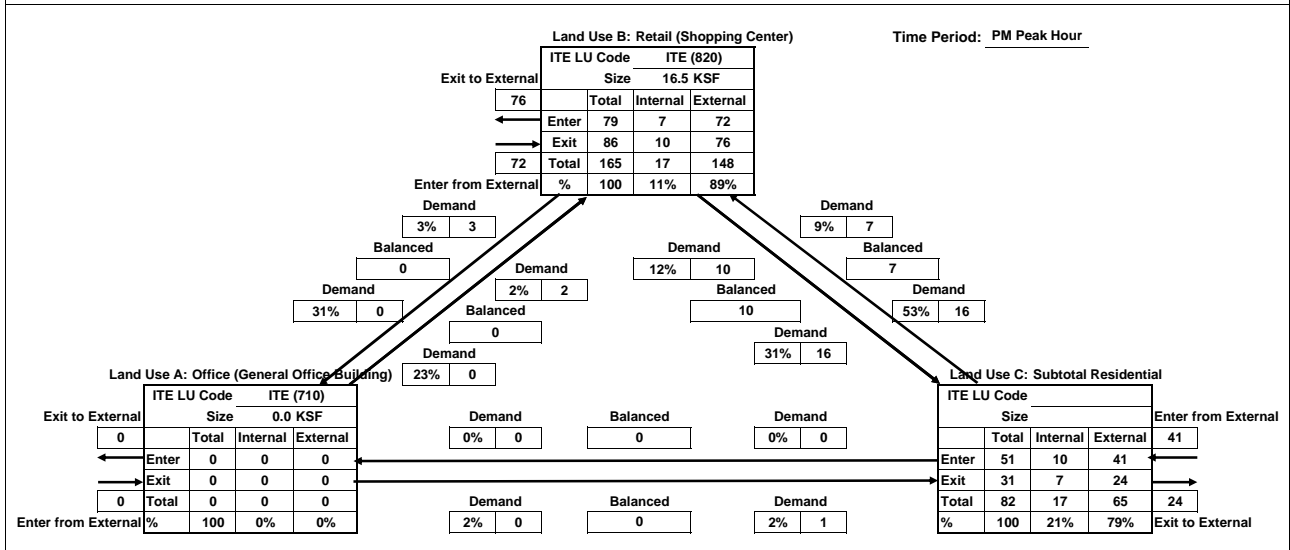 Land Use B: Retail (Shopping Center)
Time Period: PM Peak Hour
ITE LU Code ITE (820)
Exit to External Size 16.5 KSF
76 Total Internal External
Enter 79 7 72
Exit 86 10 76
72 Total 165 17 148
Enter from External % 100 11% 89%
Demand Demand
3% 3 9% 7
Balanced Demand Balanced
0 12% 10 7
Demand
2% 2
Demand Balanced Demand
31% 0 10 53% 16
Balanced
0
Demand Demand
23% 0 31% 16
Land Use A: Office (General Office Building)
Land Use C: Subtotal Residential
ITE LU Code ITE (710)
Exit to External Size 0.0 KSF
0 Total Internal External
Enter 0 0 0
Exit 0 0 0
0 Total 0 0 0
Enter from External % 100 0% 0%
Demand Balanced Demand
0% 0 0 0% 0
Demand Balanced Demand
2% 0 0 2% 1
ITE LU Code
Size Enter from External
Total Internal External 41
Enter 51 10 41
Exit 31 7 24
Total 82 17 65 24
% 100 21% 79% Exit to External